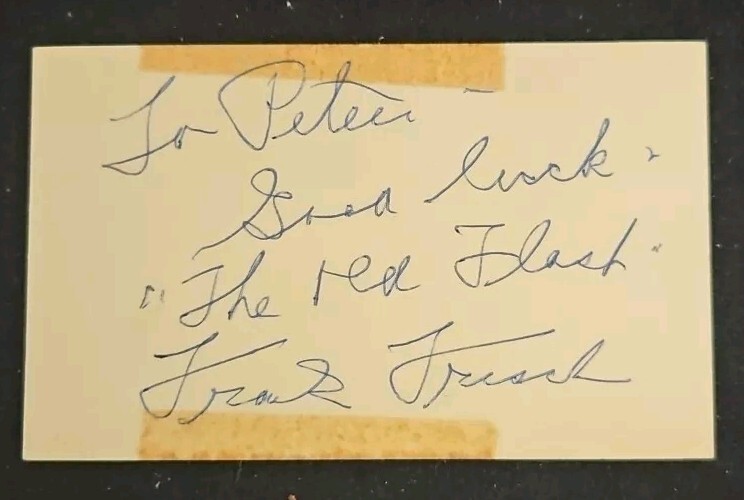 To Peter -
Good luck -
"The old Flash"
Frank Frisch